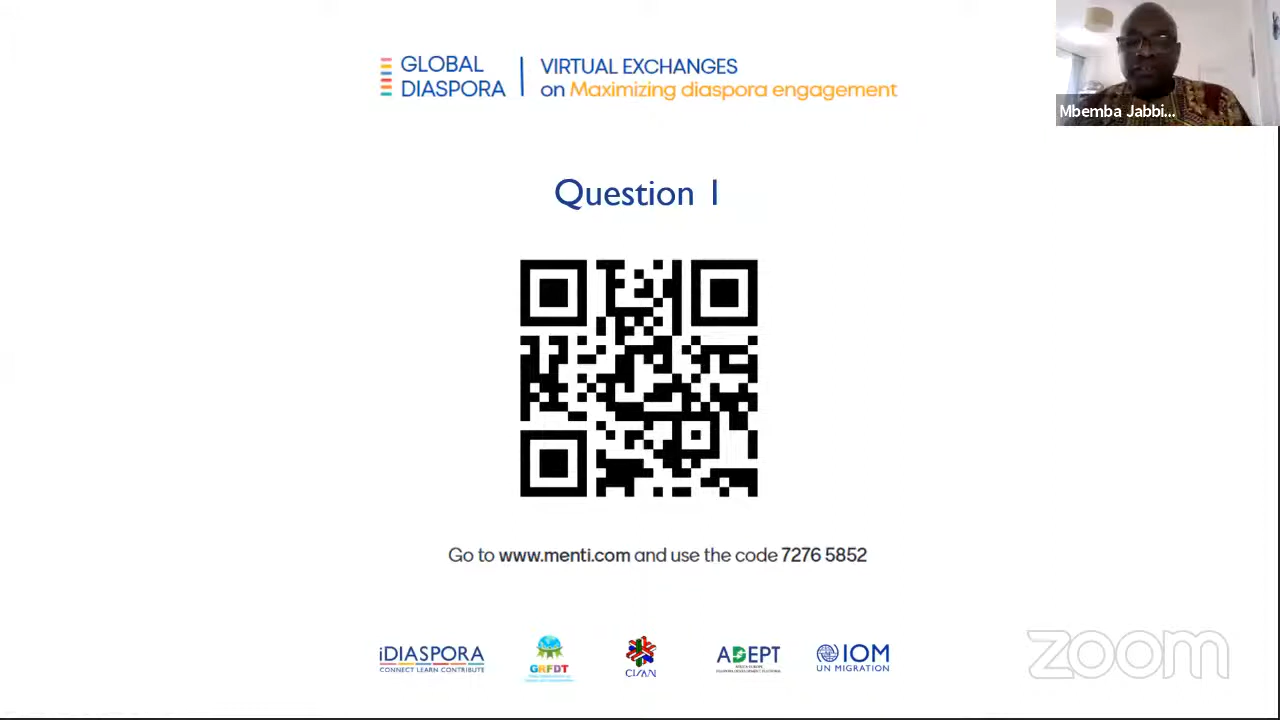 GLOBAL
DIASPORA
VIRTUAL EXCHANGES
on Maximizing diaspora engagement
Mbemba Jabbi...
Question 1
Go to www.menti.com and use the code 7276 5852
iDIASPORA
CONNECT LEARN CONTRIBUTE
GRFDT
ADEPT
IOM
UN MIGRATION
zoom